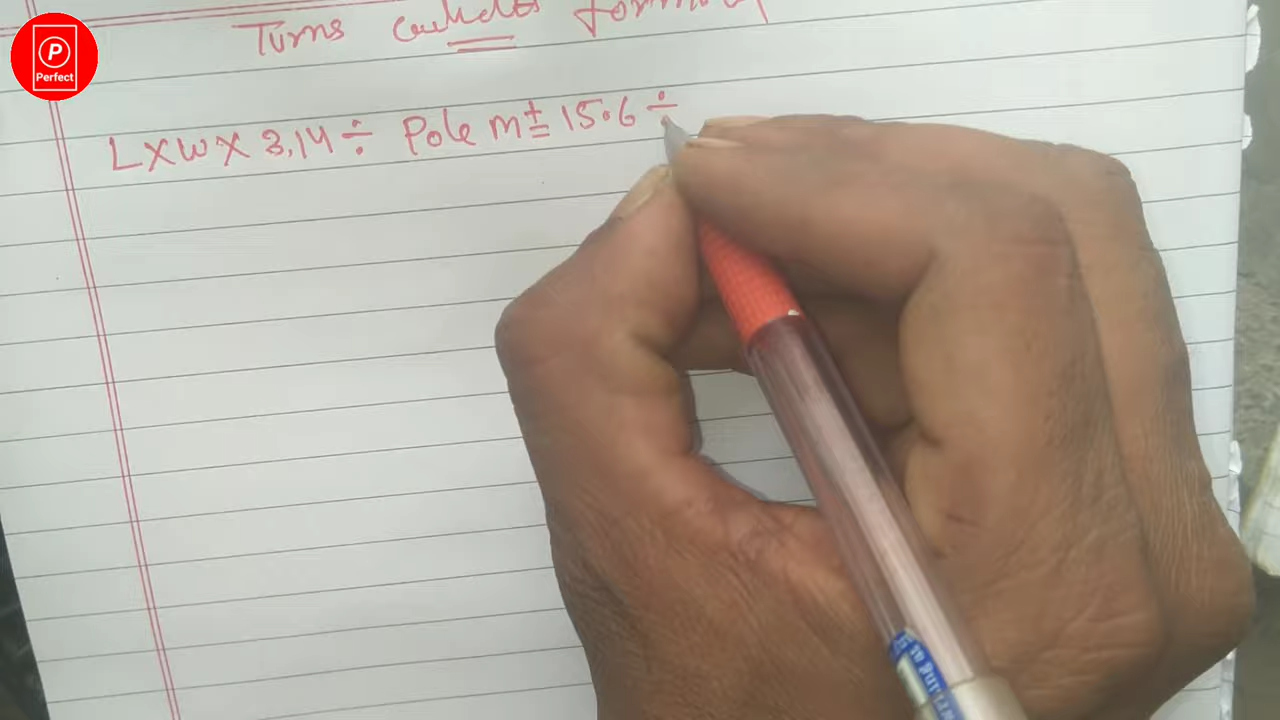 P
Perfect
Turns
L X W X 3.14 ÷ Pole m± = 15.6 ÷